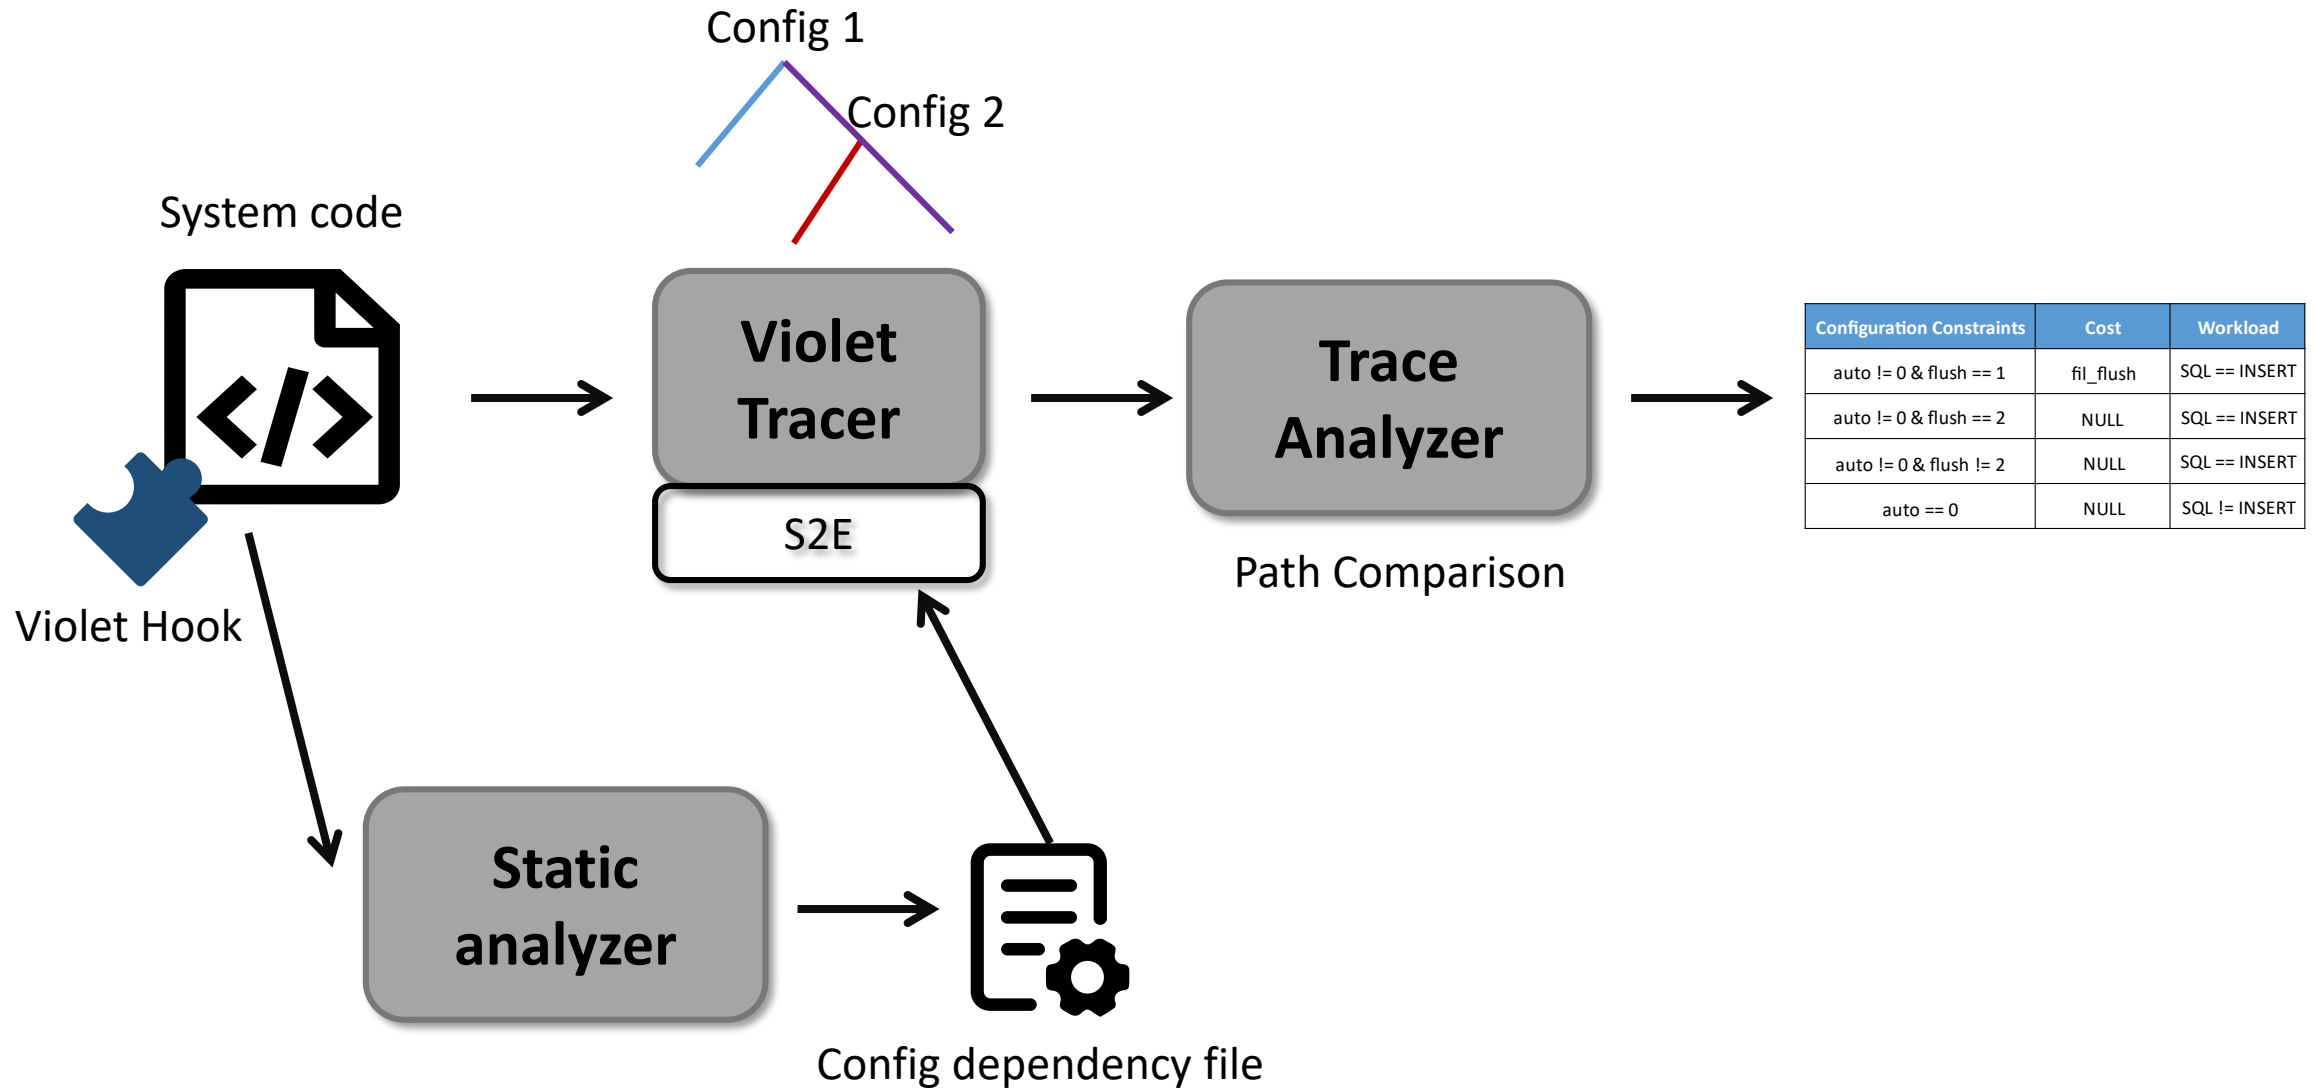 Config 1
Config 2
System code
</>
Violet
Tracer
S2E
Trace
Analyzer
Path Comparison
Configuration Constraints Cost Workload
auto != 0 & flush == 1 fil_flush SQL == INSERT
auto != 0 & flush == 2 NULL SQL == INSERT
auto != 0 & flush != 2 NULL SQL == INSERT
auto == 0 NULL SQL != INSERT
Violet Hook
Static
analyzer
Config dependency file